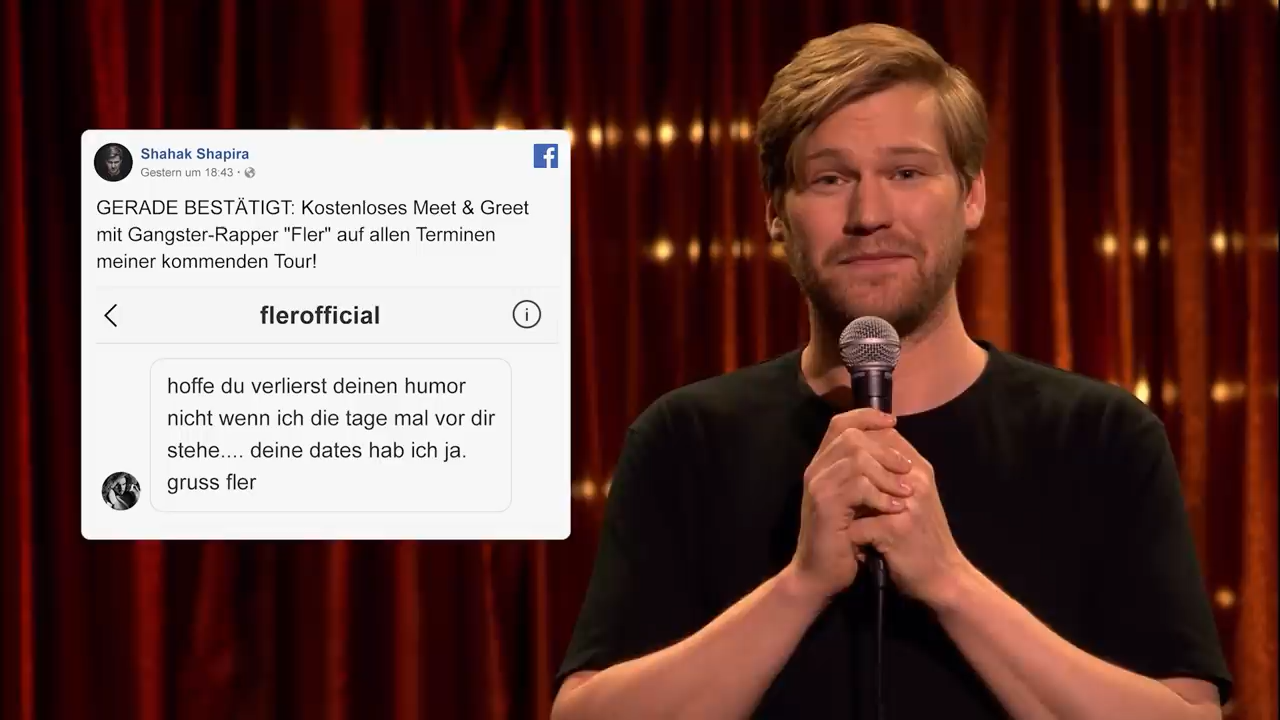 Shahak Shapira
Gestern um 18:43 ·
GERADE BESTÄTIGT: Kostenloses Meet & Greet
mit Gangster-Rapper "Fler" auf allen Terminen
meiner kommenden Tour!
flerofficial
hoffe du verlierst deinen humor
nicht wenn ich die tage mal vor dir
stehe.... deine dates hab ich ja.
gruss fler